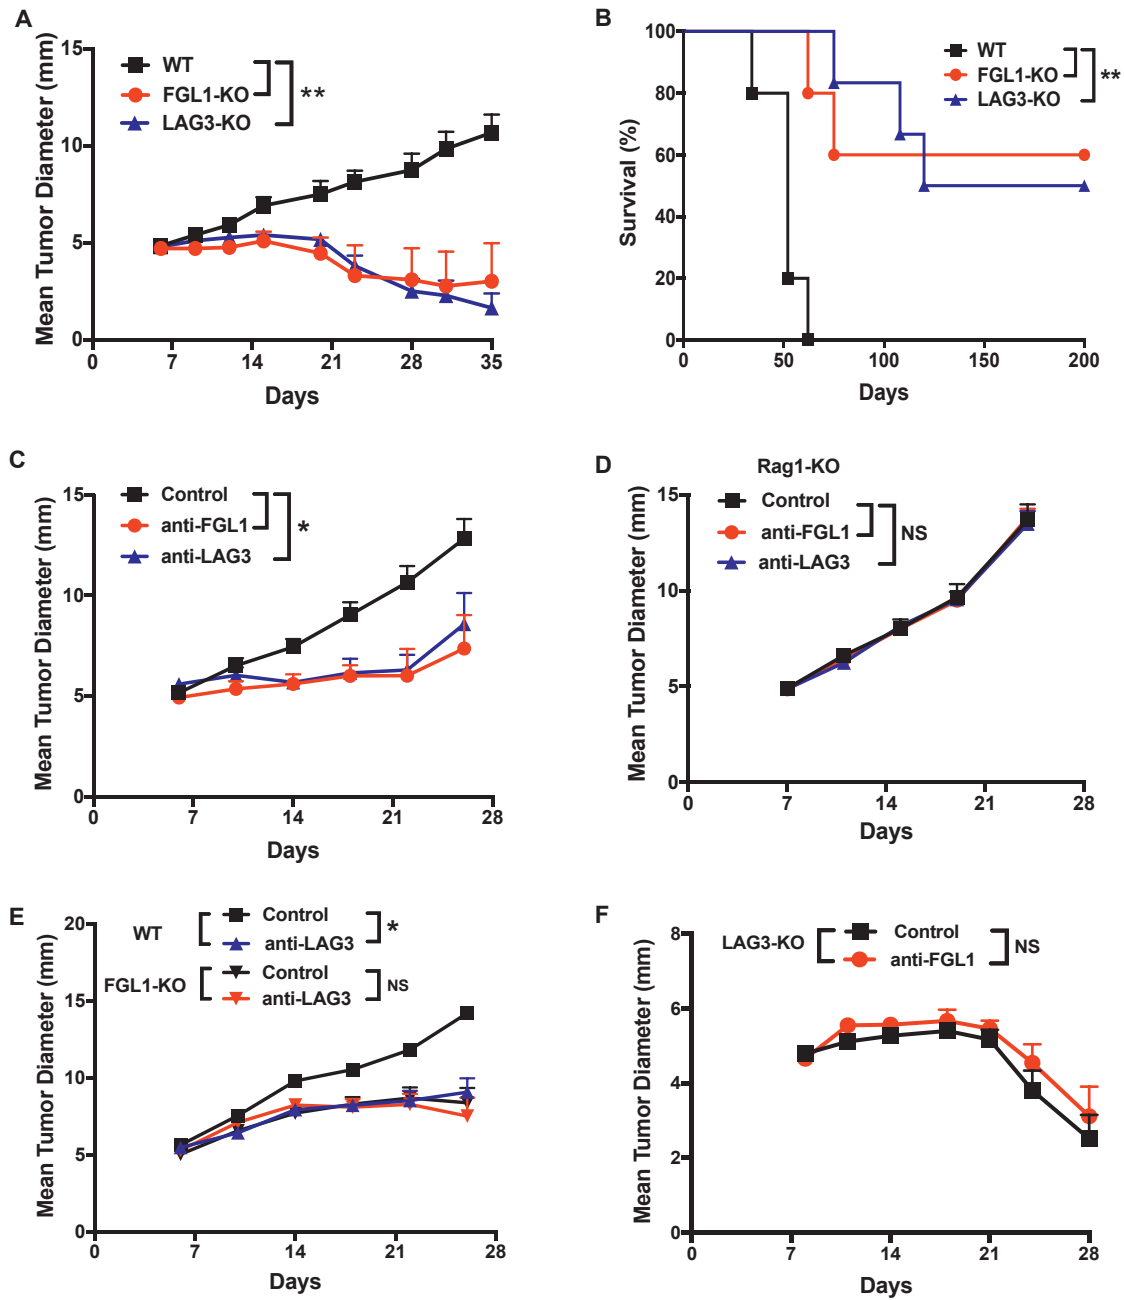 A
Mean Tumor Diameter (mm)
15
10
5
0
WT
FGL1-KO
LAG3-KO
**
0 7 14 21 28 35
Days
B
Survival (%)
100
80
60
40
20
0
WT
FGL1-KO
LAG3-KO
**
0 50 100 150 200
Days
C
Mean Tumor Diameter (mm)
15
10
5
0
Control
anti-FGL1
anti-LAG3
*
0 7 14 21 28
Days
D
Rag1-KO
Mean Tumor Diameter (mm)
15
10
5
0
Control
anti-FGL1
anti-LAG3
NS
0 7 14 21 28
Days
E
Mean Tumor Diameter (mm)
20
15
10
5
0
WT
Control
anti-LAG3
*
FGL1-KO
Control
anti-LAG3
NS
0 7 14 21 28
Days
F
Mean Tumor Diameter (mm)
8
6
4
2
0
LAG3-KO
Control
anti-FGL1
NS
0 7 14 21 28
Days